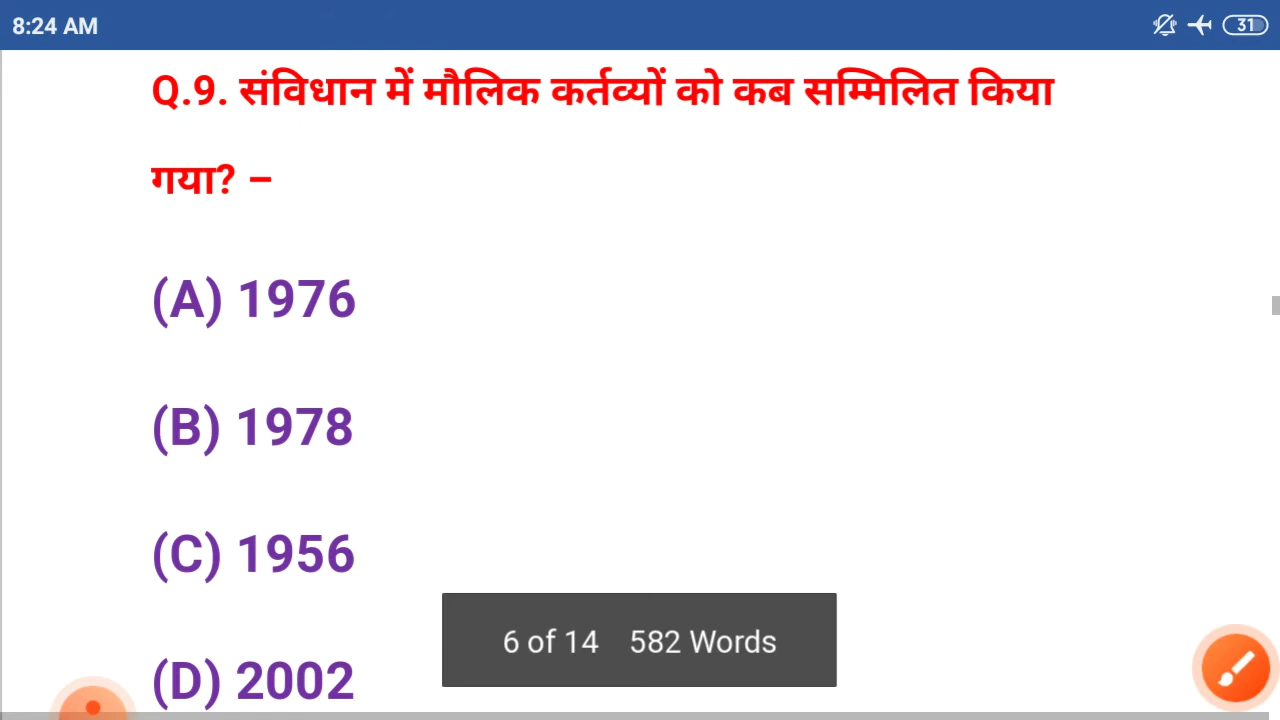 8:24 AM
31
Q.9. संविधान में मौलिक कर्तव्यों को कब सम्मिलित किया
गया? –
(A) 1976
(B) 1978
(C) 1956
6 of 14 582 Words
(D) 2002